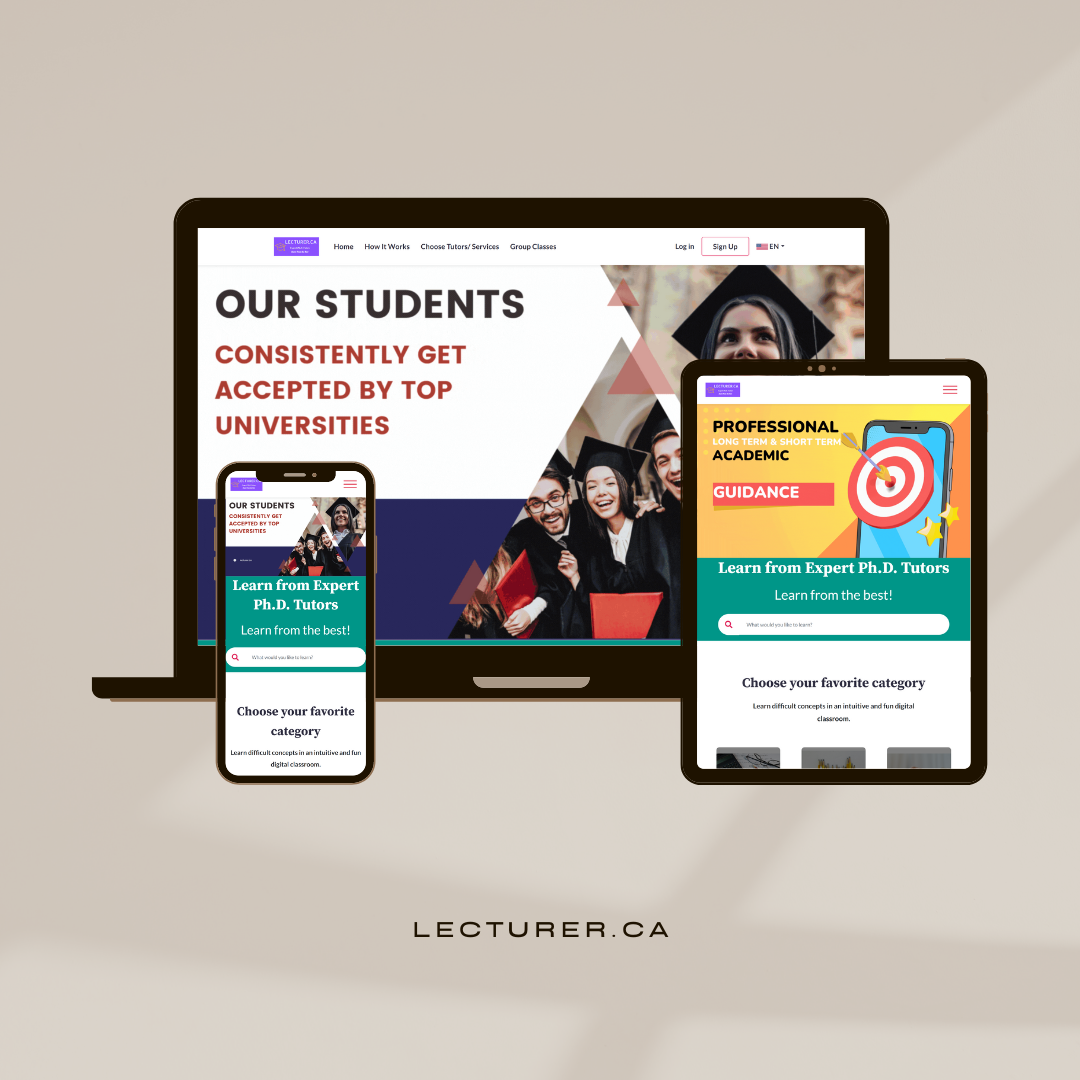 LECTURER.CA
Home
How It Works
Choose Tutors/ Services
Group Classes
Log in
Sign Up
EN
OUR STUDENTS
CONSISTENTLY GET
ACCEPTED BY TOP
UNIVERSITIES
LECTURER.CA
OUR STUDENTS
CONSISTENTLY GET
ACCEPTED BY TOP
UNIVERSITIES
Learn from Expert
Ph.D. Tutors
Learn from the best!
What would you like to learn?
Choose your favorite
category
Learn difficult concepts in an intuitive and fun
digital classroom.
LECTURER.CA
PROFESSIONAL
LONG TERM & SHORT TERM
ACADEMIC
GUIDANCE
Learn from Expert Ph.D. Tutors
Learn from the best!
What would you like to learn?
Choose your favorite category
Learn difficult concepts in an intuitive and fun digital
classroom.
LECTURER.CA